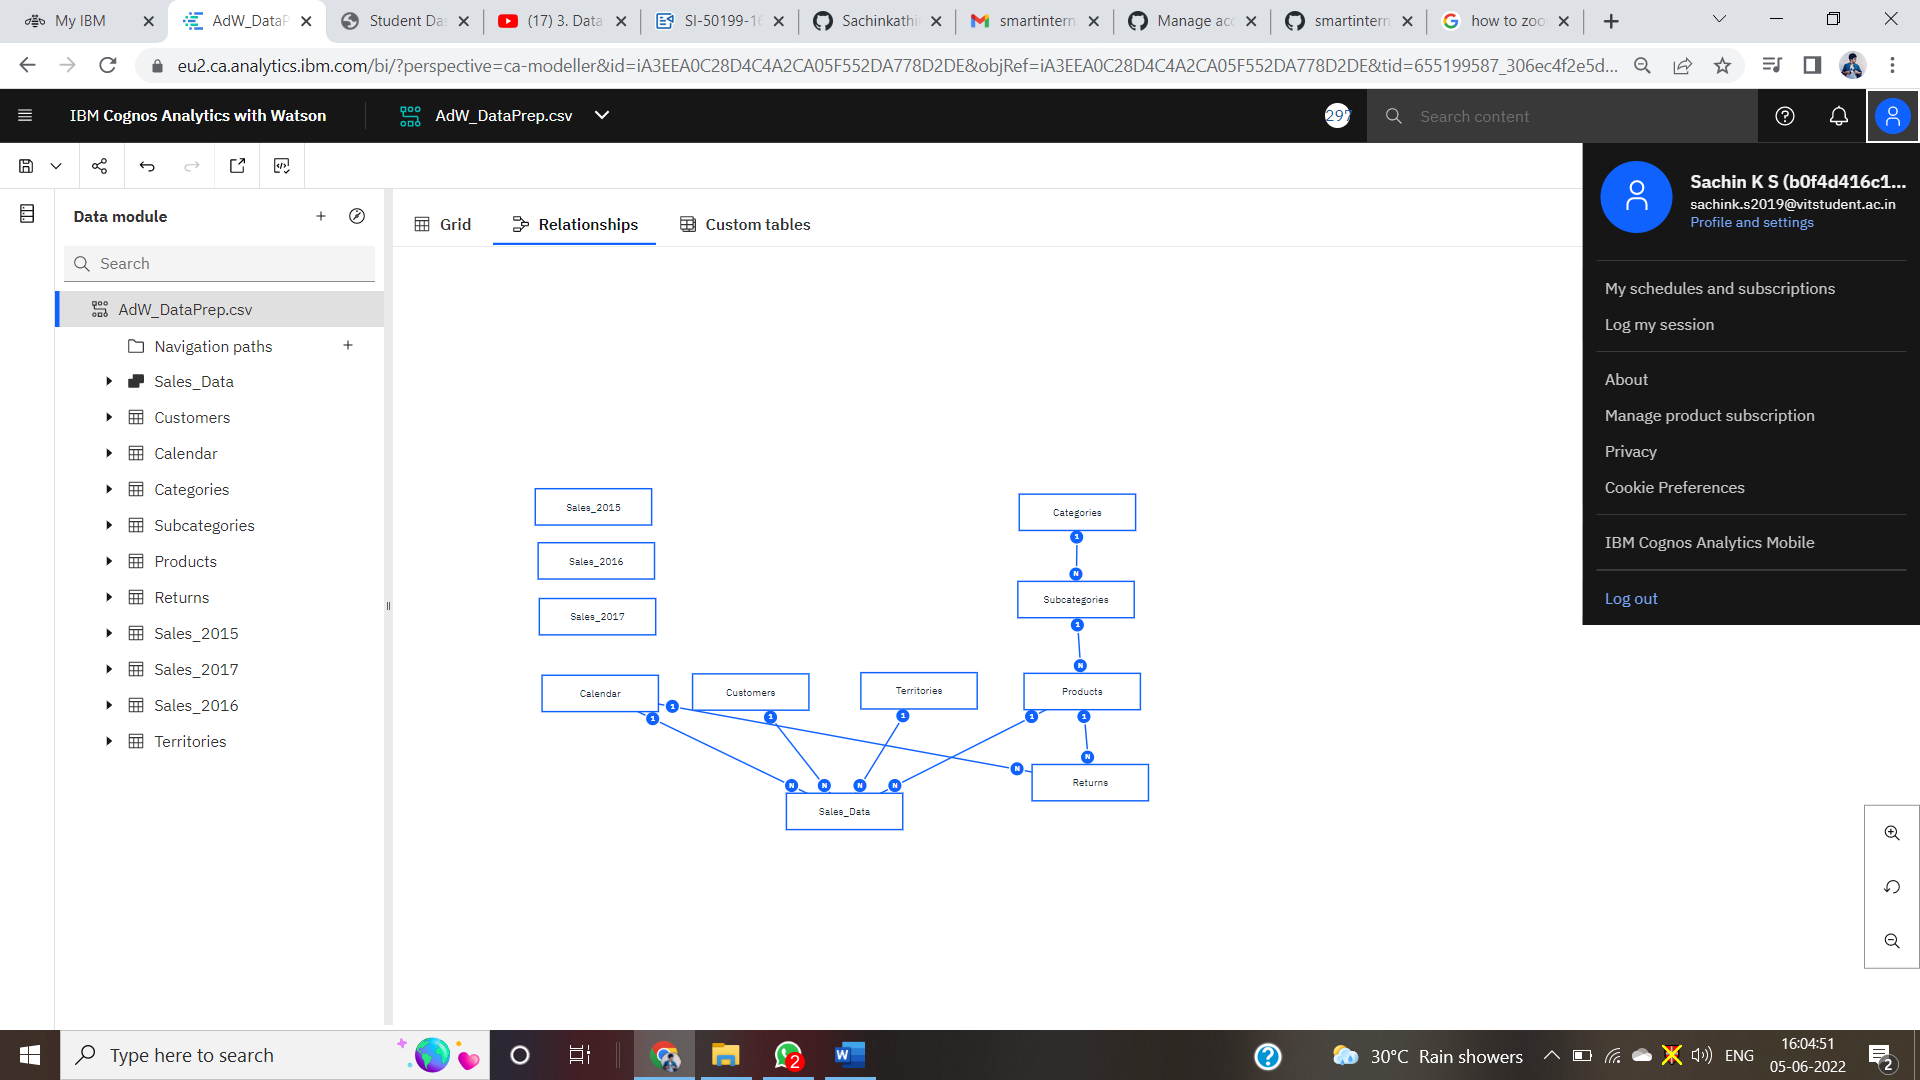 My IBM
AdW_DataP
Student Das
(17) 3. Data
SI-50199-16
Sachinkathi
smartintern
Manage acc
smartintern
how to zoo
eu2.ca.analytics.ibm.com/bi/?perspective=ca-modeller&id=iA3EEA0C28D4C4A2CA05F552DA778D2DE&objRef=iA3EEA0C28D4C4A2CA05F552DA778D2DE&tid=655199587_306ec4f2e5d...
IBM Cognos Analytics with Watson
AdW_DataPrep.csv
297
Search content
Sachin K S (b0f4d416c1...
sachink.s2019@vitstudent.ac.in
Profile and settings
My schedules and subscriptions
Log my session
About
Manage product subscription
Privacy
Cookie Preferences
IBM Cognos Analytics Mobile
Log out
Data module
Search
AdW_DataPrep.csv
Navigation paths
Sales_Data
Customers
Calendar
Categories
Subcategories
Products
Returns
Sales_2015
Sales_2017
Sales_2016
Territories
Grid
Relationships
Custom tables
Sales_2015
Categories
1
Sales_2016
N
Subcategories
Sales_2017
1
N
Calendar
Customers
Territories
Products
1
1
1
1
1
1
N
N
Returns
N
N
N
N
Sales_Data
Type here to search
2
W
30°C Rain showers
ENG
16:04:51
05-06-2022
2